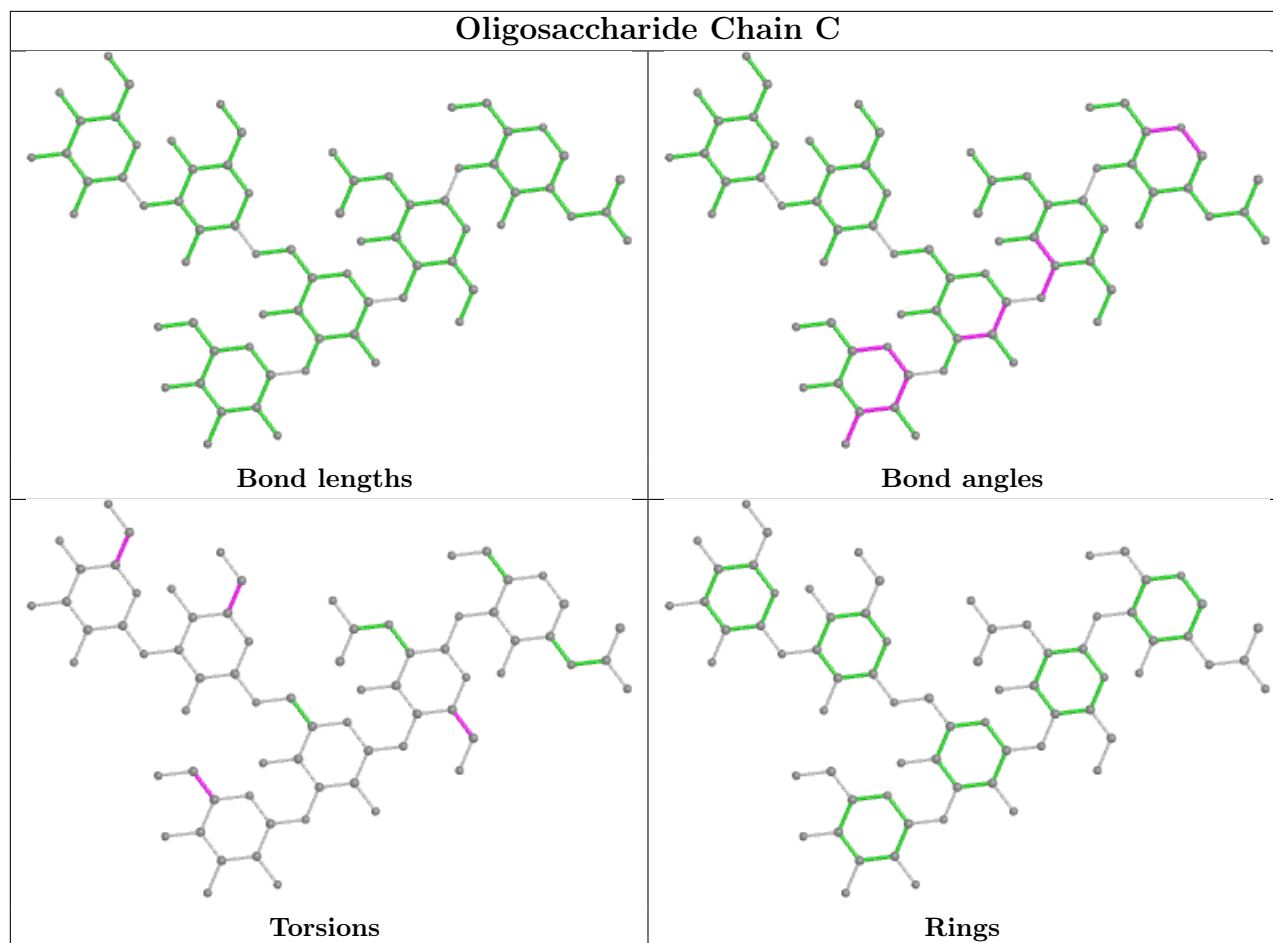 Oligosaccharide Chain C
Bond lengths
Bond angles
Torsions
Rings